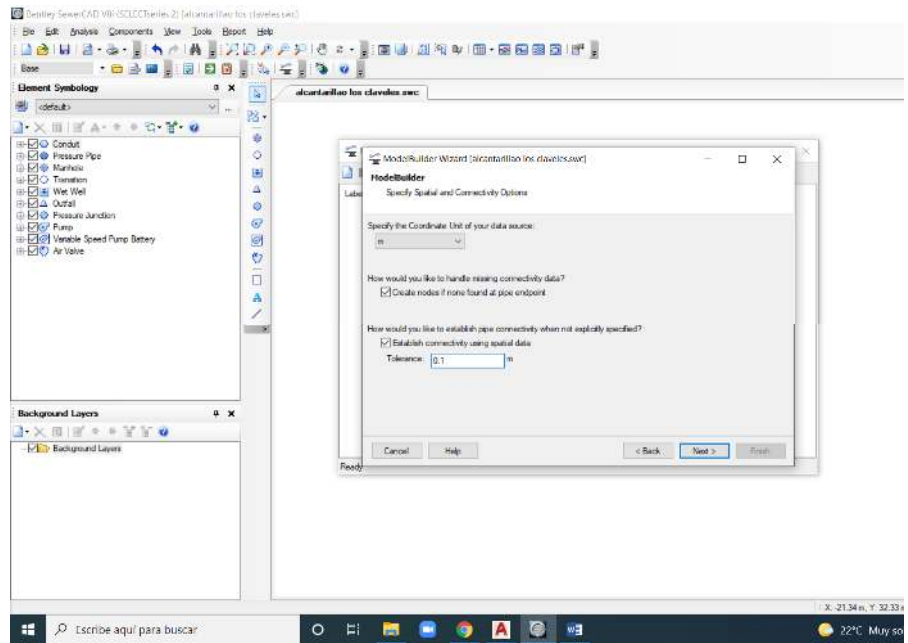 Bentley SewerCAD V8i (SELECTseries 2) [alcantarillao los claveles.swc]
File Edit Analysis Components View Tools Report Help
Base
Element Symbology
<default>
Conduit
Pressure Pipe
Manhole
Transition
Wet Well
Outfall
Pressure Junction
Pump
Variable Speed Pump Battery
Air Valve
Background Layers
Background Layers
alcantarillao los claveles.swc
ModelBuilder Wizard [alcantarillao los claveles.swc]
ModelBuilder
Specify Spatial and Connectivity Options
Labe
Specify the Coordinate Unit of your data source:
m
How would you like to handle missing connectivity data?
Create nodes if none found at pipe endpoint
How would you like to establish pipe connectivity when not explicitly specified?
Establish connectivity using spatial data
Tolerance: 0.1 m
Cancel Help < Back Next > Finish
Ready
X: -21.34 m, Y: 32.33 m
Escribe aquí para buscar
22°C Muy so